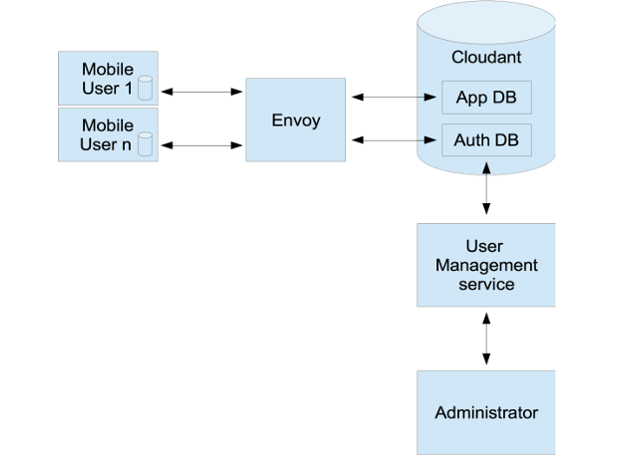 Mobile
User 1
Mobile
User n
Envoy
Cloudant
App DB
Auth DB
User
Management
service
Administrator